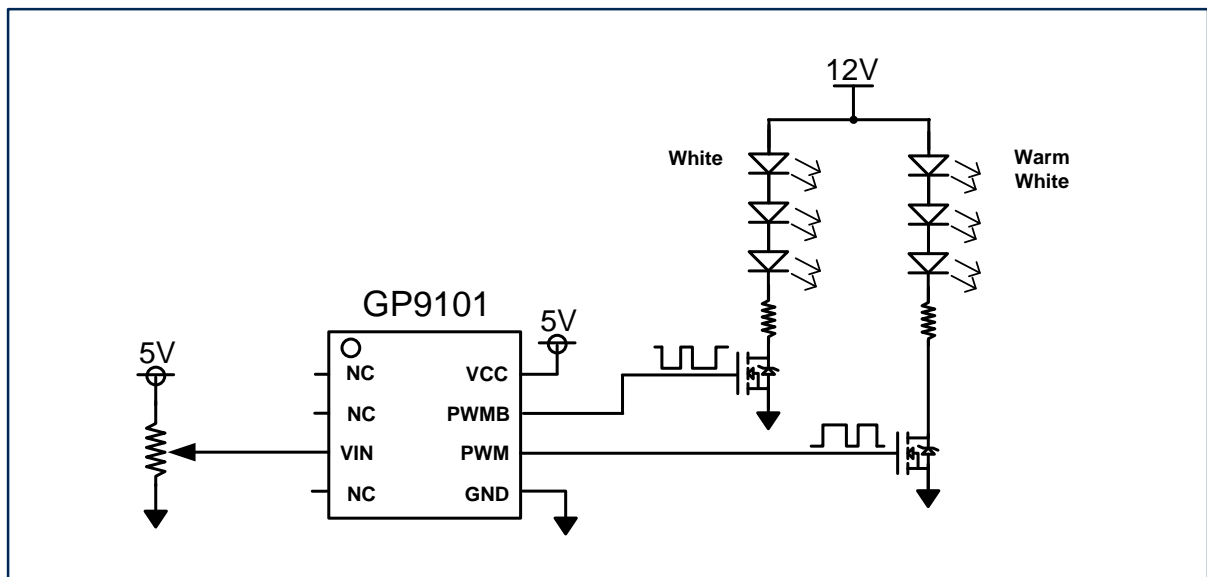 12V
White
Warm
White
GP9101
5V
5V
NC
VCC
NC
PWMB
VIN
PWM
NC
GND